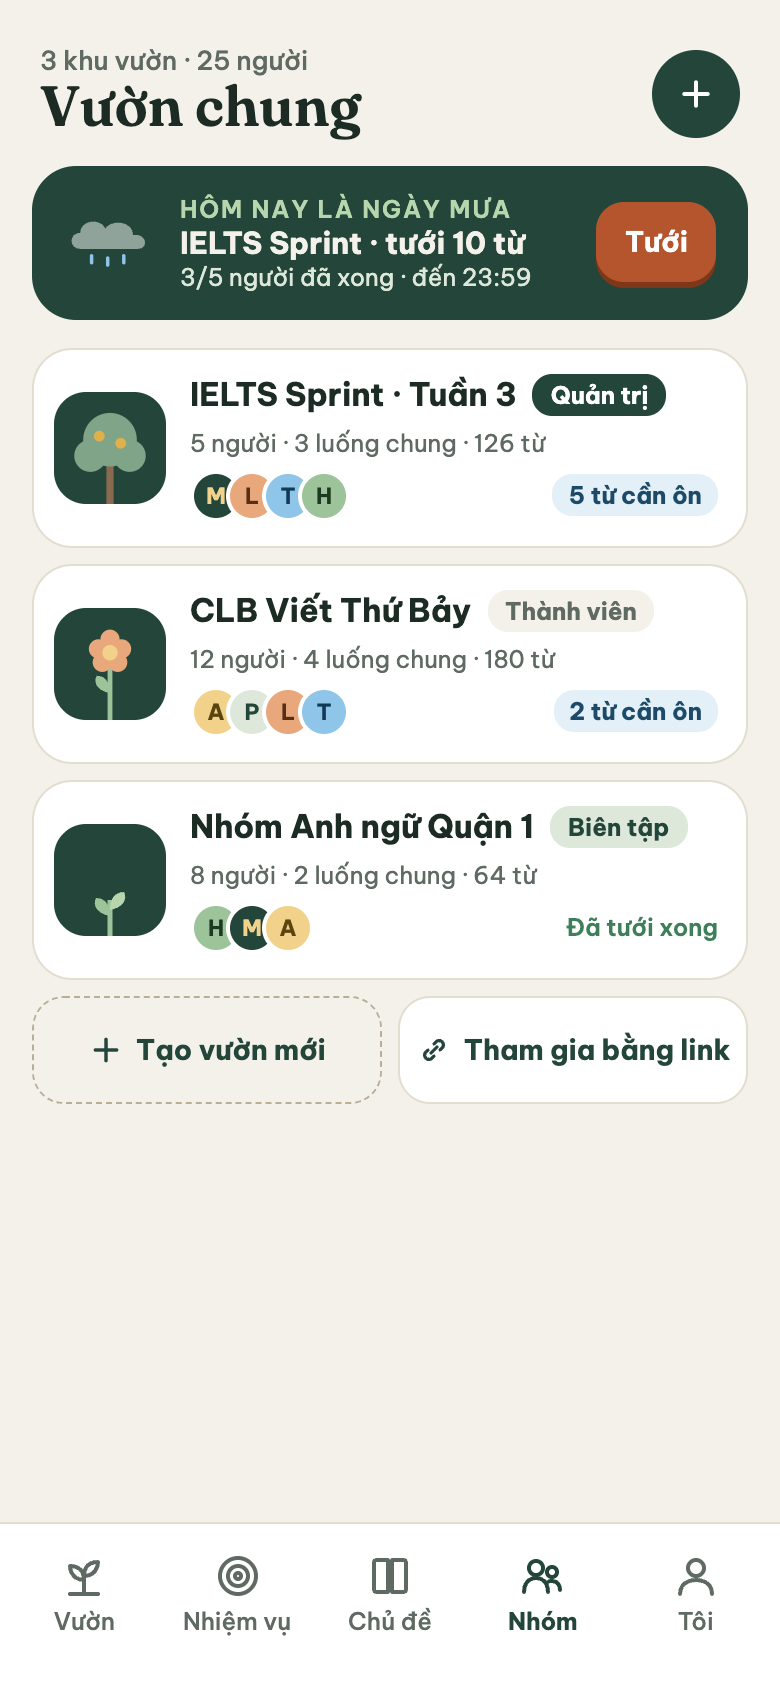 3 khu vườn · 25 người
Vườn chung
HÔM NAY LÀ NGÀY MƯA
IELTS Sprint · tưới 10 từ
3/5 người đã xong · đến 23:59
Tưới
IELTS Sprint · Tuần 3
Quản trị
5 người · 3 luống chung · 126 từ
M L T H
5 từ cần ôn
CLB Viết Thứ Bảy
Thành viên
12 người · 4 luống chung · 180 từ
A P L T
2 từ cần ôn
Nhóm Anh ngữ Quận 1
Biên tập
8 người · 2 luống chung · 64 từ
H M A
Đã tưới xong
Tạo vườn mới
Tham gia bằng link
Vườn
Nhiệm vụ
Chủ đề
Nhóm
Tôi